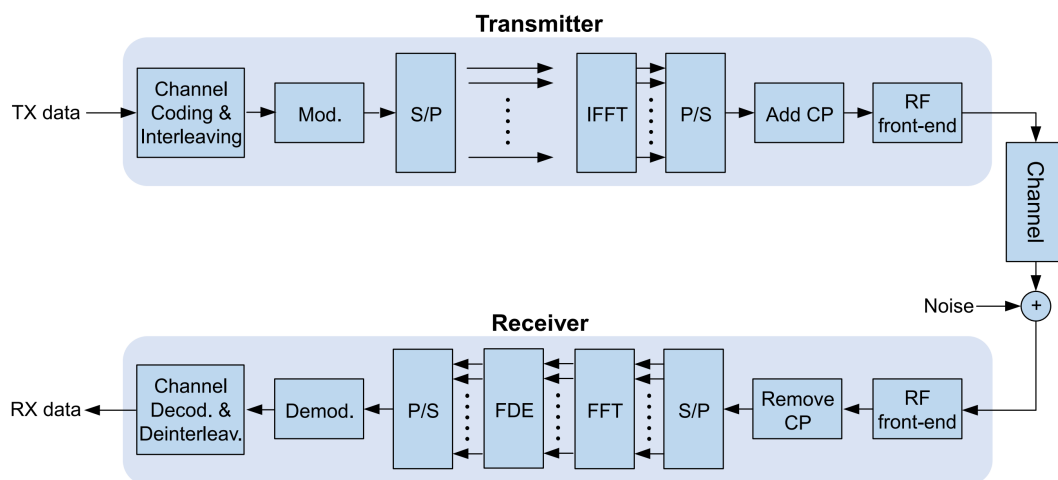 Transmitter
TX data
Channel
Coding &
Interleaving
Mod.
S/P
IFFT
P/S
Add CP
RF
front-end
Channel
Noise
+
Receiver
RX data
Channel
Decod. &
Deinterleav.
Demod.
P/S
FDE
FFT
S/P
Remove
CP
RF
front-end